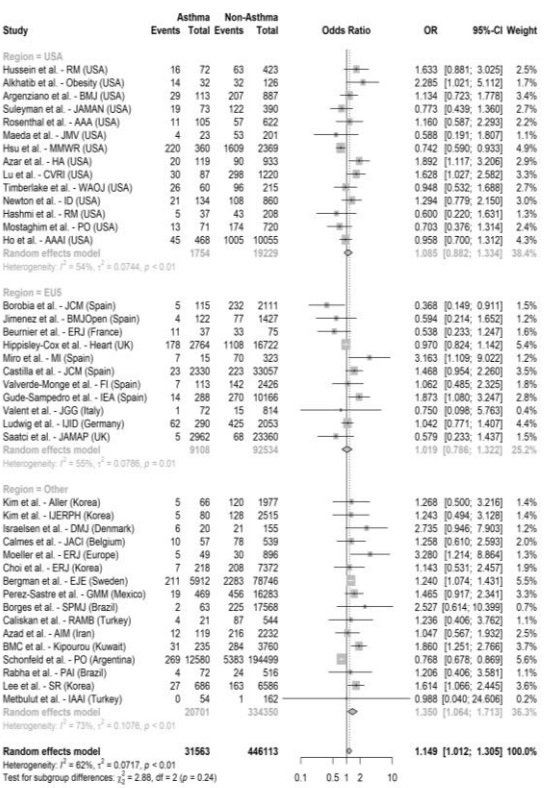 Asthma Non-Asthma
Study Events Total Events Total Odds Ratio OR 95%-CI Weight
Region = USA
Hussein et al. - RM (USA) 16 72 63 423 1.633 [0.881; 3.025] 2.5%
Alkhatib et al. - Obesity (USA) 14 32 32 126 2.285 [1.021; 5.112] 1.7%
Argenziano et al. - BMJ (USA) 29 113 207 887 1.134 [0.723; 1.778] 3.4%
Suleyman et al. - JAMAN (USA) 19 73 122 390 0.773 [0.439; 1.360] 2.7%
Rosenthal et al. - AAA (USA) 11 105 57 622 1.160 [0.587; 2.293] 2.2%
Maeda et al. - JMV (USA) 4 23 53 201 0.588 [0.191; 1.807] 1.1%
Hsu et al. - MMWR (USA) 220 360 1609 2369 0.742 [0.590; 0.933] 4.7%
Azar et al. - HA (USA) 20 119 90 933 1.892 [1.117; 3.206] 2.9%
Lu et al. - CVRI (USA) 30 87 298 1220 1.628 [1.027; 2.582] 3.3%
Timberlake et al. - WAOJ (USA) 26 60 96 215 0.948 [0.532; 1.688] 2.7%
Newton et al. - ID (USA) 21 134 108 860 1.294 [0.779; 2.150] 3.0%
Hashmi et al. - RM (USA) 5 37 43 208 0.600 [0.220; 1.631] 1.3%
Mostaghim et al. - PO (USA) 13 71 174 720 0.703 [0.376; 1.314] 2.4%
Ho et al. - AAAI (USA) 45 468 1005 10055 0.958 [0.700; 1.312] 4.2%
Random effects model 1754 19229 1.085 [0.882; 1.334] 38.4%
Heterogeneity: I² = 54%, τ² = 0.0744, p < 0.01
Region = EU5
Borobia et al. - JCM (Spain) 5 115 232 2111 0.368 [0.149; 0.911] 1.5%
Jimenez et al. - BMJOpen (Spain) 4 122 77 1427 0.594 [0.214; 1.652] 1.2%
Beurnier et al. - ERJ (France) 11 37 33 75 0.538 [0.233; 1.247] 1.7%
Hippisley-Cox et al. - Heart (UK) 178 2764 1108 16722 0.970 [0.824; 1.142] 5.1%
Miro et al. - MI (Spain) 7 15 70 323 3.163 [1.109; 9.022] 1.2%
Castilla et al. - JCM (Spain) 23 2330 223 33057 1.468 [0.954; 2.260] 3.5%
Valverde-Monge et al. - FI (Spain) 7 113 142 2426 1.062 [0.485; 2.325] 1.8%
Gude-Sampedro et al. - IEA (Spain) 14 288 270 10166 1.873 [1.080; 3.247] 2.8%
Valent et al. - JGG (Italy) 1 72 15 814 0.750 [0.098; 5.763] 0.4%
Ludwig et al. - IJID (Germany) 62 290 425 2053 1.042 [0.771; 1.407] 4.3%
Saatci et al. - JAMAP (UK) 5 2962 68 23360 0.579 [0.233; 1.437] 1.5%
Random effects model 9108 92534 1.019 [0.786; 1.322] 25.2%
Heterogeneity: I² = 55%, τ² = 0.0786, p = 0.01
Region = Other
Kim et al. - Aller (Korea) 5 66 120 1977 1.268 [0.500; 3.216] 1.4%
Kim et al. - IJERPH (Korea) 5 80 128 2515 1.243 [0.494; 3.128] 1.4%
Israelsen et al. - DMJ (Denmark) 6 20 21 155 2.735 [0.946; 7.903] 1.2%
Calmes et al. - JACI (Belgium) 10 57 78 539 1.258 [0.610; 2.593] 2.0%
Moeller et al. - ERJ (Europe) 5 49 30 896 3.280 [1.214; 8.864] 1.3%
Choi et al. - ERJ (Korea) 7 218 208 7372 1.143 [0.531; 2.457] 1.9%
Bergman et al. - EJE (Sweden) 211 5912 2283 78746 1.240 [1.074; 1.431] 5.2%
Perez-Sastre et al. - GMM (Mexico) 19 469 456 16283 1.465 [0.917; 2.341] 3.3%
Borges et al. - SPMJ (Brazil) 2 63 225 17568 2.527 [0.614; 10.399] 0.7%
Caliskan et al. - RAMB (Turkey) 4 21 87 544 1.236 [0.406; 3.762] 1.1%
Azad et al. - AIM (Iran) 12 119 216 2232 1.047 [0.567; 1.932] 2.5%
BMC et al. - Kipourou (Kuwait) 31 235 284 3760 1.860 [1.251; 2.766] 3.7%
Schonfeld et al. - PO (Argentina) 269 12580 5383 194499 0.768 [0.678; 0.869] 5.3%
Rabha et al. - PAI (Brazil) 4 72 24 516 1.206 [0.406; 3.581] 1.1%
Lee et al. - SR (Korea) 27 686 163 6586 1.614 [1.066; 2.445] 3.6%
Metbulut et al. - IAAI (Turkey) 0 54 1 162 0.988 [0.040; 24.606] 0.2%
Random effects model 20701 334350 1.350 [1.064; 1.713] 36.3%
Heterogeneity: I² = 73%, τ² = 0.1076, p < 0.01
Random effects model 31563 446113 1.149 [1.012; 1.305] 100.0%
Heterogeneity: I² = 62%, τ² = 0.0717, p < 0.01
Test for subgroup differences: χ²₂ = 2.88, df = 2 (p = 0.24) 0.1 0.5 1 2 10